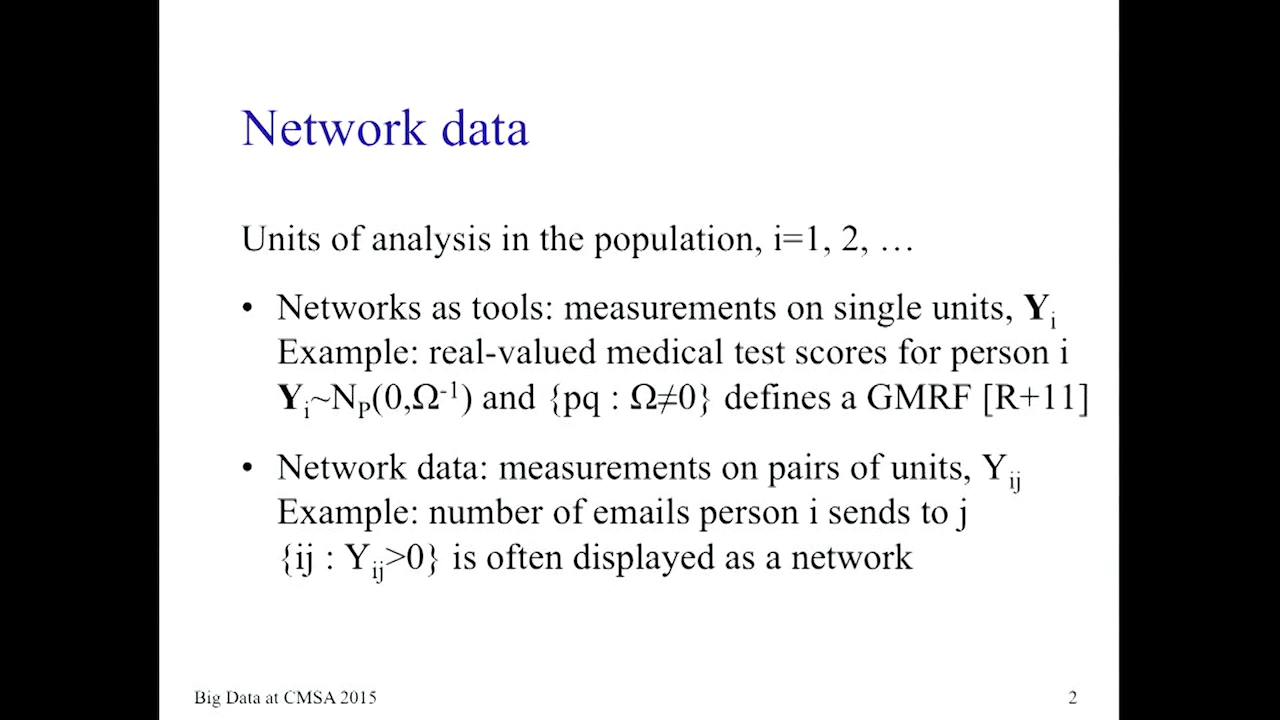 Network data
Units of analysis in the population, i=1, 2, …
• Networks as tools: measurements on single units, Yᵢ
Example: real-valued medical test scores for person i
Yᵢ~N_P(0,Ω⁻¹) and {pq : Ω≠0} defines a GMRF [R+11]
• Network data: measurements on pairs of units, Yᵢⱼ
Example: number of emails person i sends to j
{ij : Yᵢⱼ>0} is often displayed as a network
Big Data at CMSA 2015
2